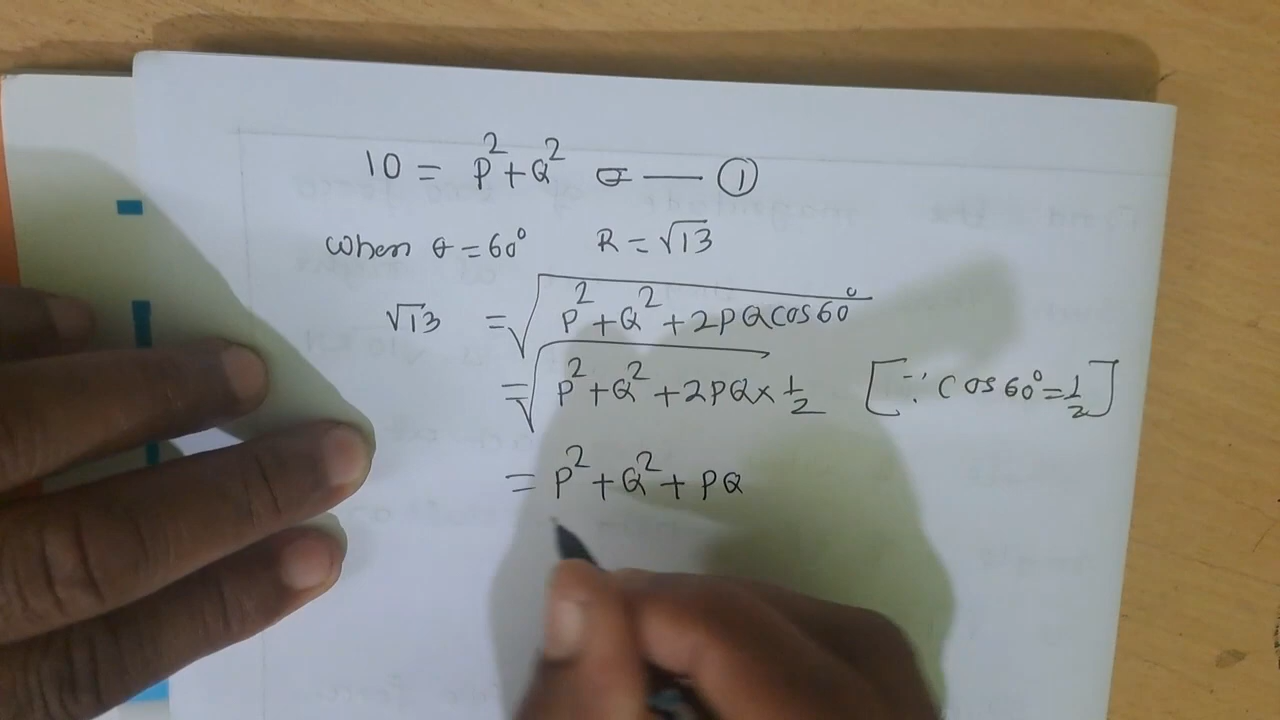 10 = P² + Q² — ①
When θ = 60° R = √13
√13 = √(P² + Q² + 2PQ cos 60°)
= √(P² + Q² + 2PQ × 1/2) [∵ Cos 60° = 1/2]
= P² + Q² + PQ